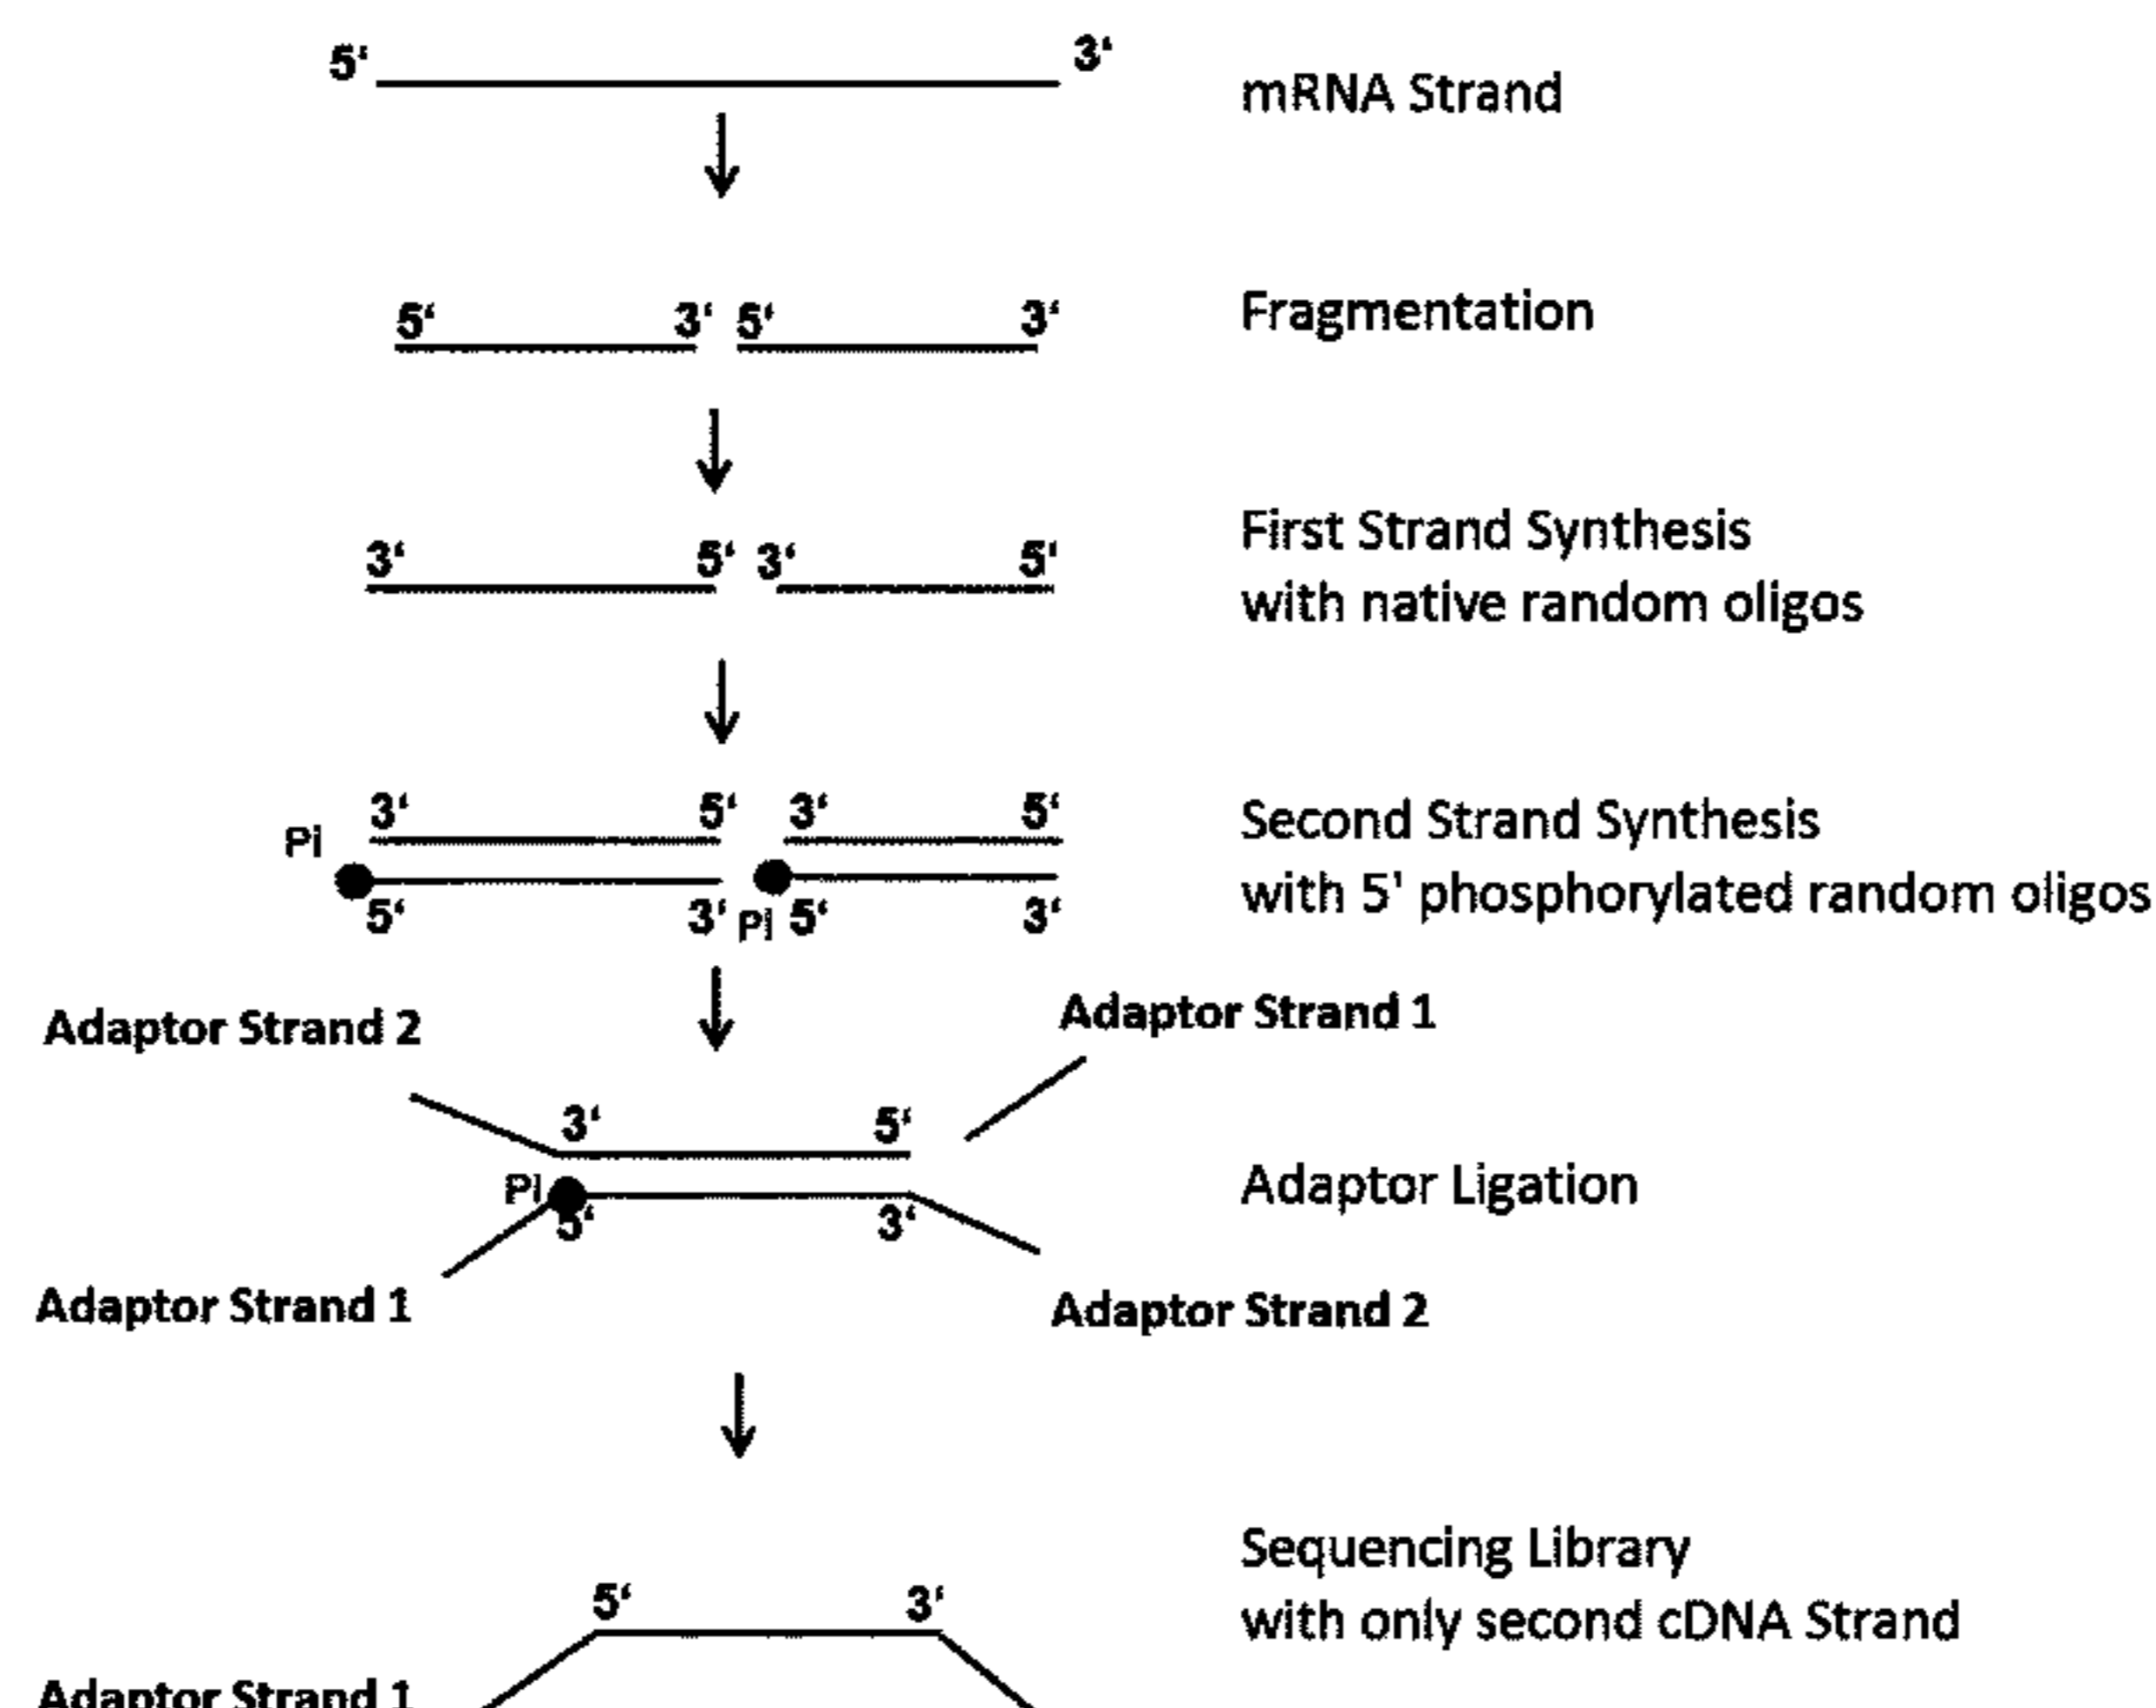 5‘ 3‘ mRNA Strand
5‘ 3‘ 5‘ 3‘ Fragmentation
3‘ 5‘ 3‘ 5' First Strand Synthesis
with native random oligos
3‘ 5‘ 3‘ 5‘ Second Strand Synthesis
Pi
with 5' phosphorylated random oligos
5‘ 3‘ Pi 5‘ 3‘
Adaptor Strand 2 Adaptor Strand 1
3‘ 5‘
Pi Adaptor Ligation
5‘ 3‘
Adaptor Strand 1 Adaptor Strand 2
Sequencing Library
5‘ 3‘ with only second cDNA Strand
Adaptor Strand 1